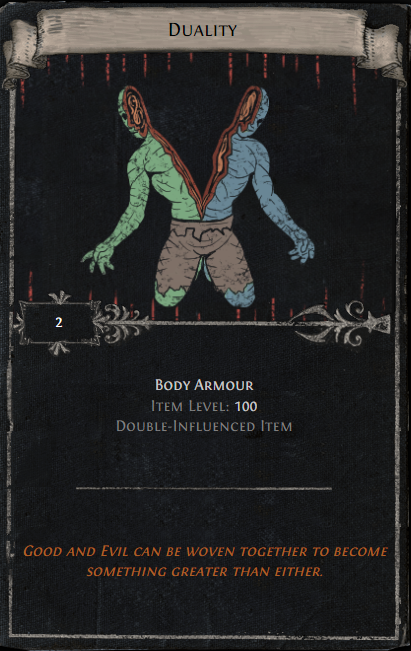 Duality
2
Body Armour
Item Level: 100
Double-Influenced Item
Good and Evil can be woven together to become
something greater than either.